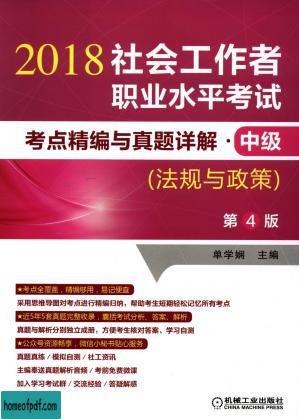 2018社会工作者
职业水平考试
考点精编与真题详解·中级
(法规与政策)
第4版
单学娴 主编
★考点全覆盖,精编够用,易记便查
采用思维导图对考点进行精编归纳,帮助考生短期轻松记忆所有考点
★近5年5套真题完整收录,囊括考试分析、答案、解析
真题与解析分别独立成册,方便考生核对答案、学习自测
★公众号资源畅享,微信小秘书贴心服务
真题真练/模拟自测/社工资讯
主编奉送真题解析音频/考前免费微课
加入学习考试群/交流经验/答疑解惑
机械工业出版社
CHINA MACHINE PRESS
homeofpdf.com
homeofpdf.com